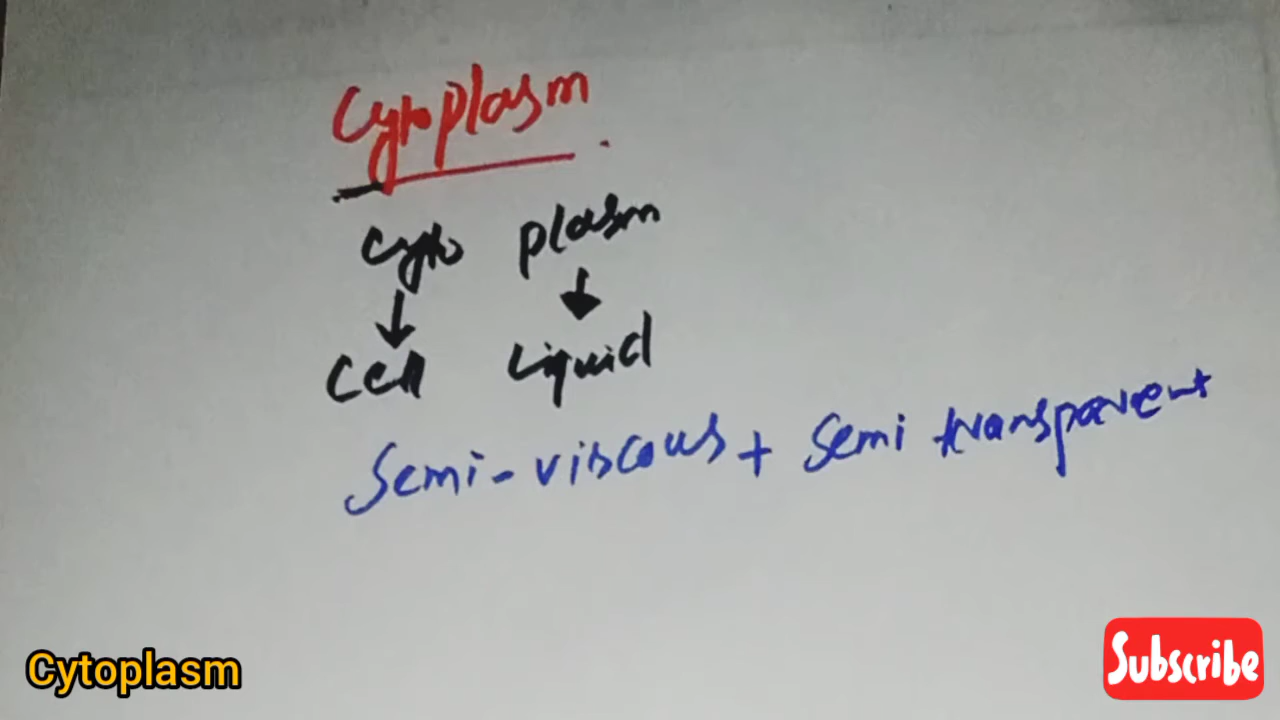 Cytoplasm
Cyto plasm
Cell Liquid
Semi-viscous + Semi transparent
Cytoplasm
Subscribe